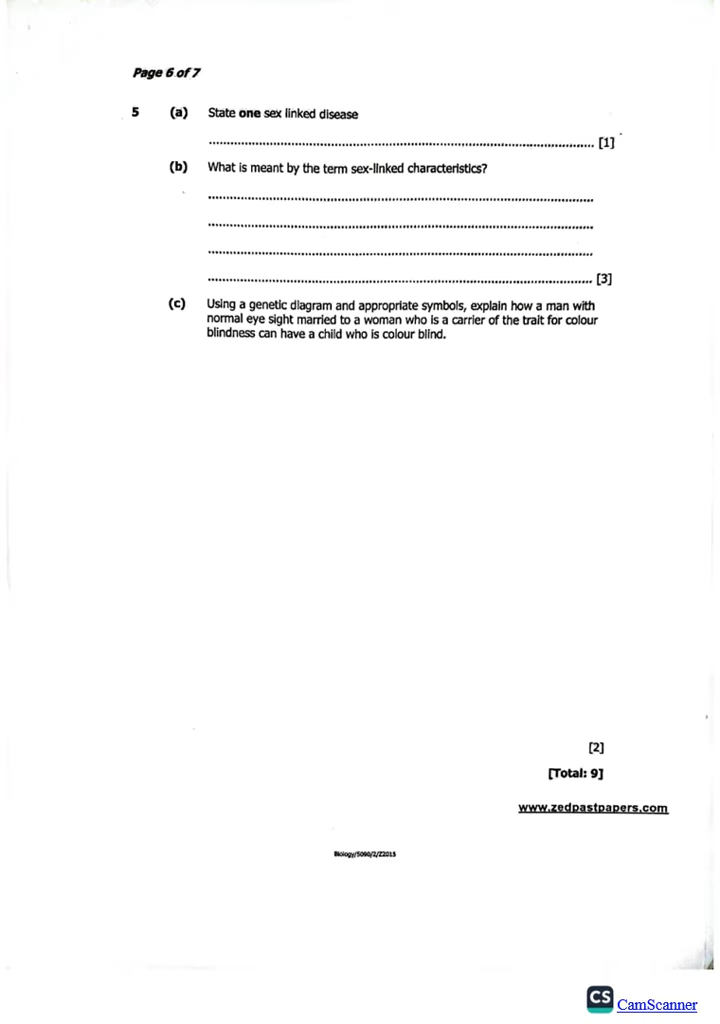 Page 6 of 7
5 (a) State one sex linked disease
................................................................................ [1]
(b) What is meant by the term sex-linked characteristics?
................................................................................
................................................................................
................................................................................
................................................................................ [3]
(c) Using a genetic diagram and appropriate symbols, explain how a man with
normal eye sight married to a woman who is a carrier of the trait for colour
blindness can have a child who is colour blind.
[2]
[Total: 9]
www.zedpastpapers.com
Biology/5090/2/Z2015
CS CamScanner